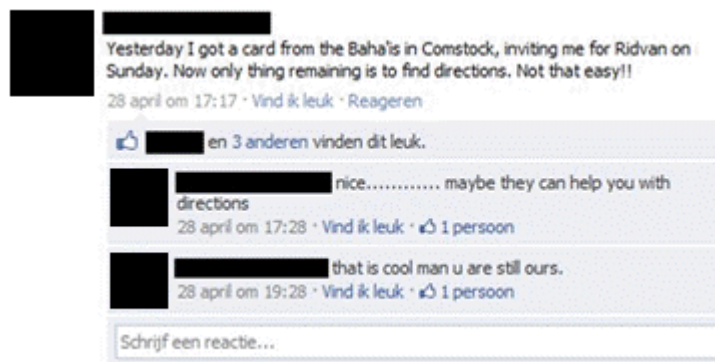 Yesterday I got a card from the Baha'is in Comstock, inviting me for Ridvan on
Sunday. Now only thing remaining is to find directions. Not that easy!!
28 april om 17:17 · Vind ik leuk · Reageren
en 3 anderen vinden dit leuk.
nice............ maybe they can help you with
directions
28 april om 17:28 · Vind ik leuk · 1 persoon
that is cool man u are still ours.
28 april om 19:28 · Vind ik leuk · 1 persoon
Schrijf een reactie...